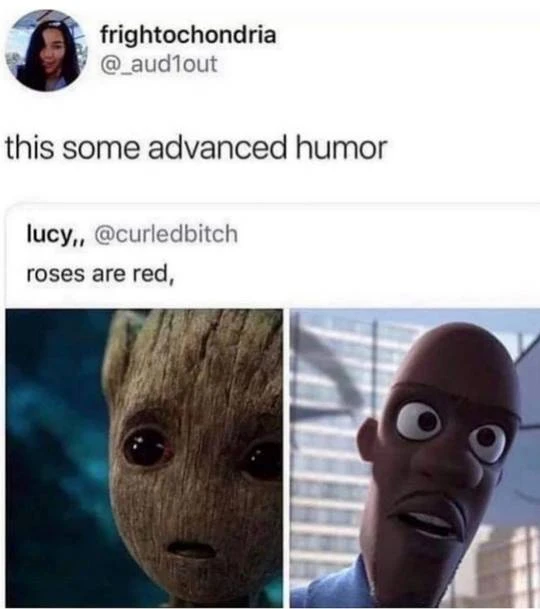 frightochondria
@_aud1out
this some advanced humor
lucy,, @curledbitch
roses are red,